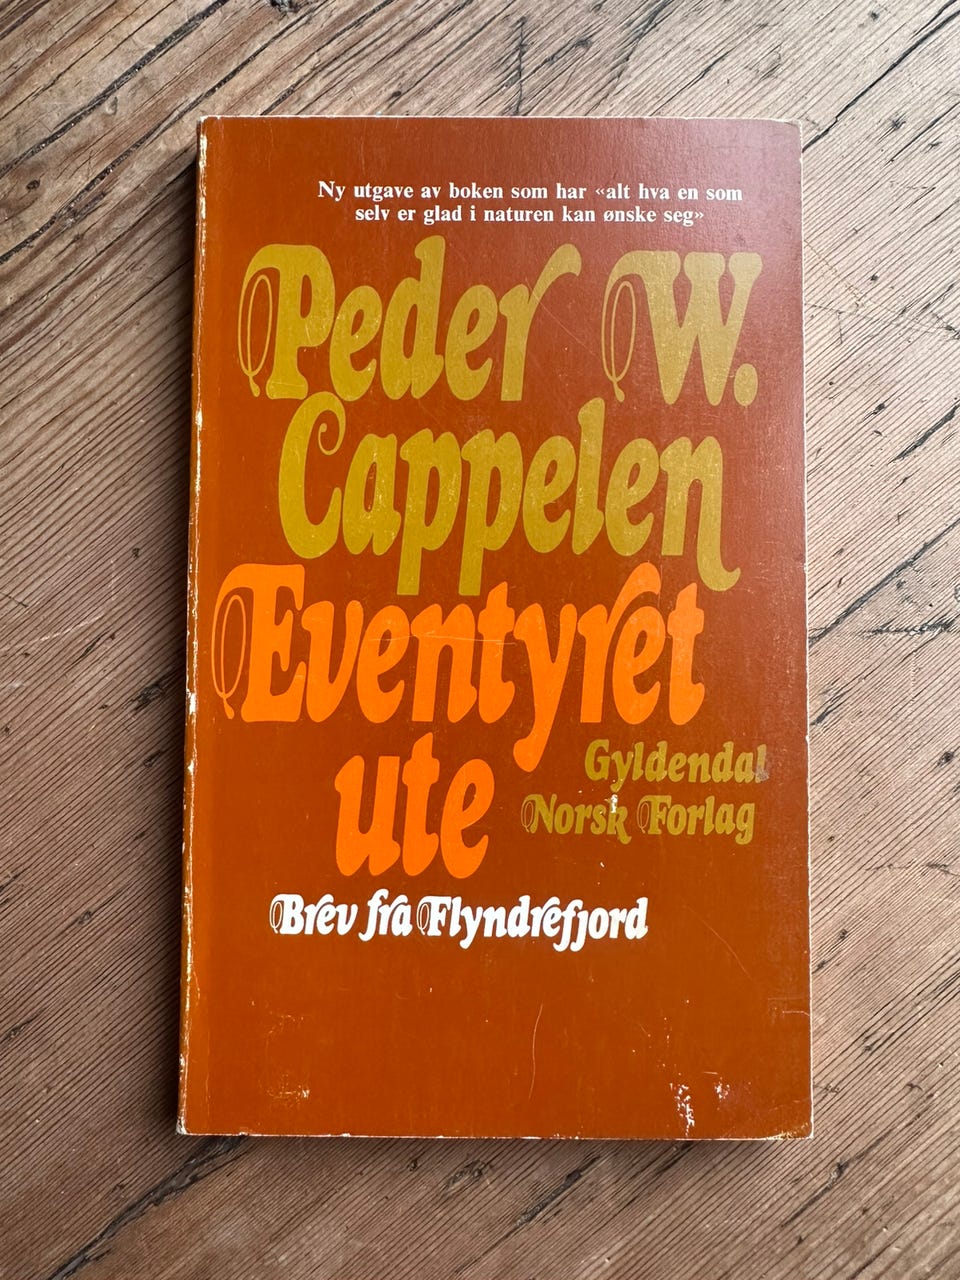 Ny utgave av boken som har «alt hva en som
selv er glad i naturen kan ønske seg»
Peder W.
Cappelen
Eventyret
ute
Gyldendal
Norsk Forlag
Brev fra Flyndrefjord